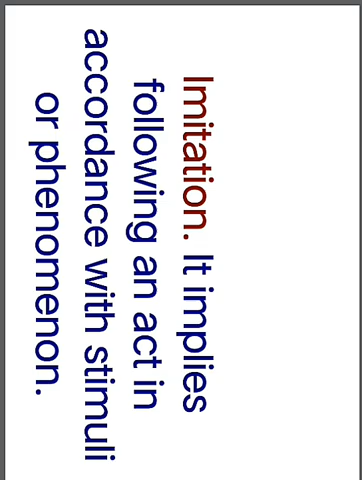 Imitation. It implies
following an act in
accordance with stimuli
or phenomenon.